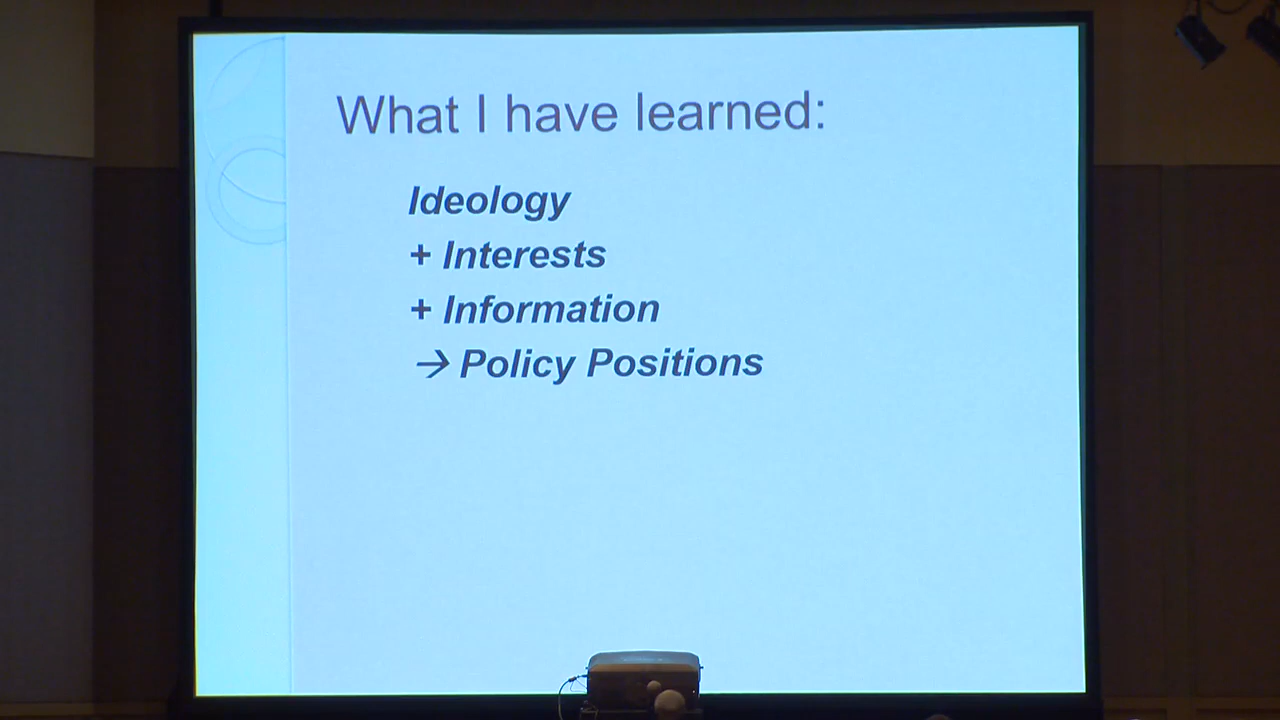 What I have learned:
Ideology
+ Interests
+ Information
→ Policy Positions